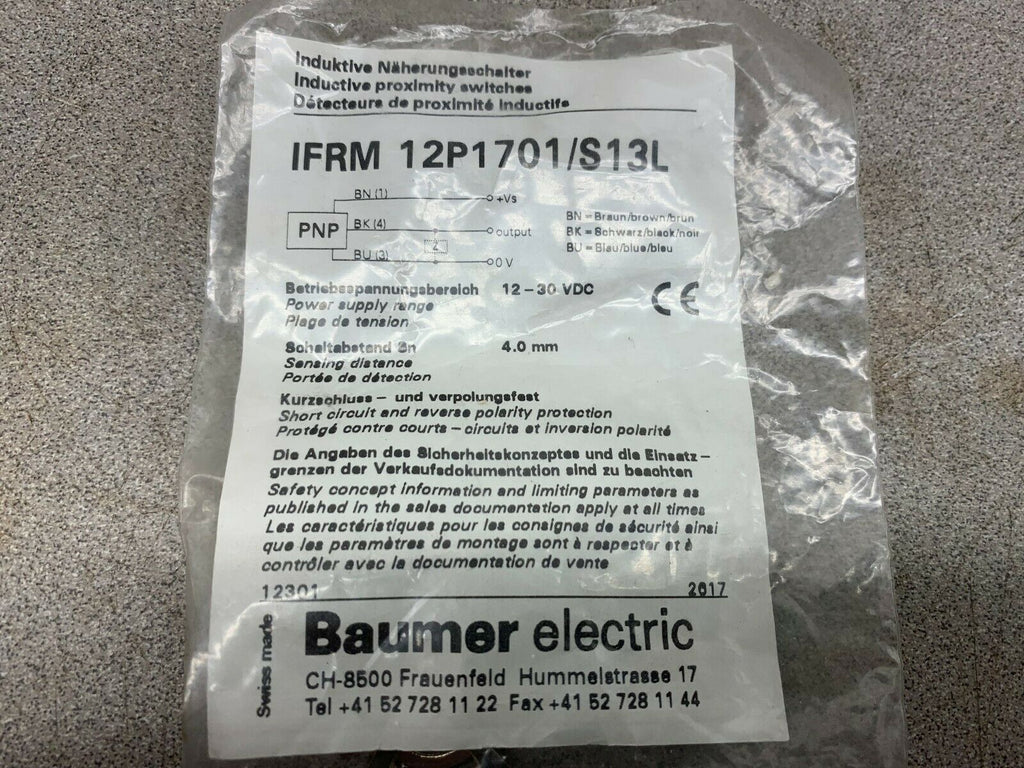 Induktive Näherungsschalter
Inductive proximity switches
Détecteurs de proximité inductifs
IFRM 12P1701/S13L
BN (1) +Vs
PNP BK (4) output
Z
BU (3) 0 V
BN = Braun/brown/brun
BK = Schwarz/black/noir
BU = Blau/blue/bleu
Betriebsspannungsbereich 12 – 30 VDC
Power supply range
Plage de tension
CE
Schaltabstand Sn 4.0 mm
Sensing distance
Portée de détection
Kurzschluss – und verpolungsfest
Short circuit and reverse polarity protection
Protégé contre courts – circuits et inversion polarité
Die Angaben des Sicherheitskonzeptes und die Einsatz –
grenzen der Verkaufsdokumentation sind zu beachten
Safety concept information and limiting parameters as
published in the sales documentation apply at all times
Les caractéristiques pour les consignes de sécurité ainsi
que les paramètres de montage sont à respecter et à
contrôler avec la documentation de vente
12301 2617
Swiss made
Baumer electric
CH-8500 Frauenfeld Hummelstrasse 17
Tel +41 52 728 11 22 Fax +41 52 728 11 44